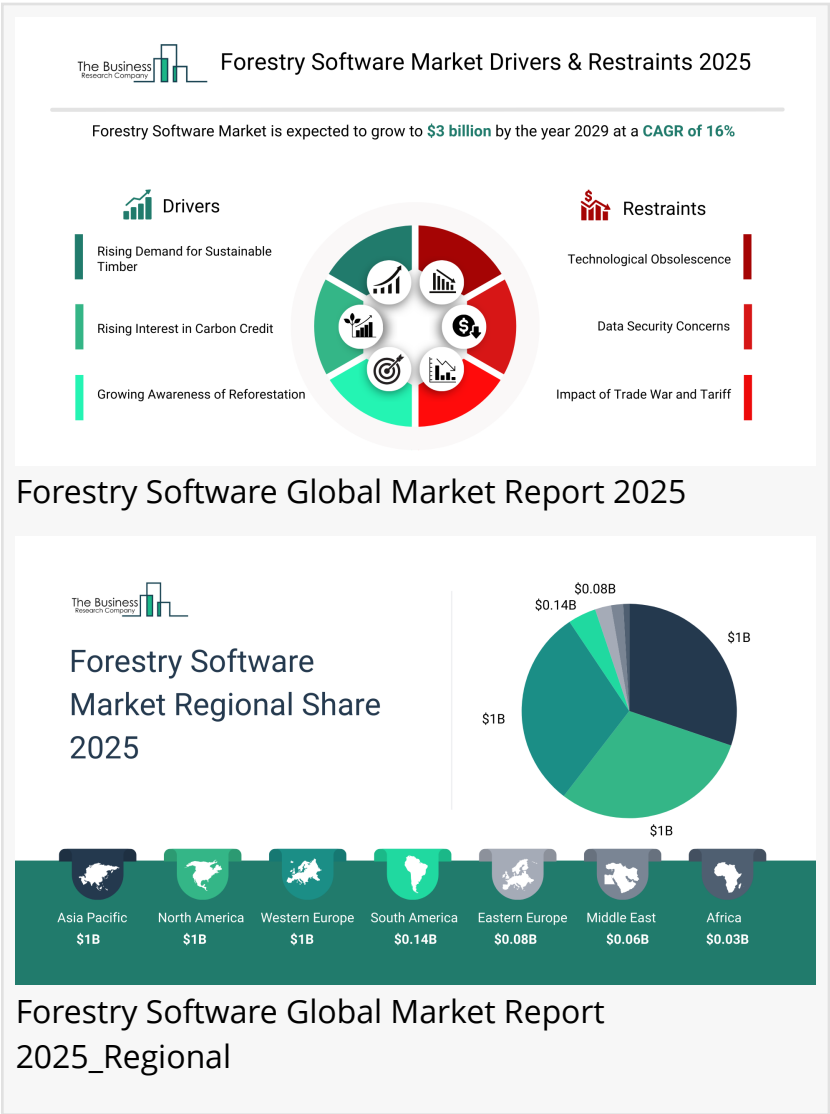 The Business
Research Company
Forestry Software Market Drivers & Restraints 2025
Forestry Software Market is expected to grow to $3 billion by the year 2029 at a CAGR of 16%
Drivers
Rising Demand for Sustainable
Timber
Rising Interest in Carbon Credit
Growing Awareness of Reforestation
$
Restraints
Technological Obsolescence
Data Security Concerns
Impact of Trade War and Tariff
$
Forestry Software Global Market Report 2025
The Business
Research Company
Forestry Software
Market Regional Share
2025
$0.08B
$0.14B
$1B
$1B
$1B
Asia Pacific
$1B
North America
$1B
Western Europe
$1B
South America
$0.14B
Eastern Europe
$0.08B
Middle East
$0.06B
Africa
$0.03B
Forestry Software Global Market Report
2025_Regional